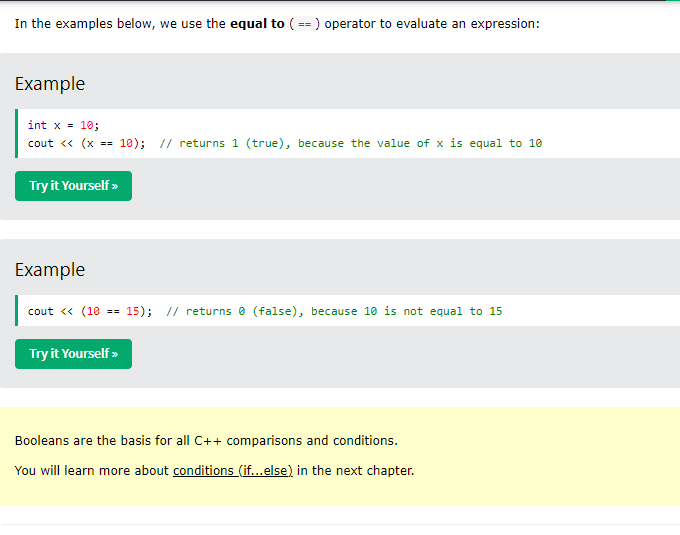 In the examples below, we use the equal to (==) operator to evaluate an expression:
Example
int x = 10;
cout << (x == 10);  // returns 1 (true), because the value of x is equal to 10
Try it Yourself »
Example
cout << (10 == 15);  // returns 0 (false), because 10 is not equal to 15
Try it Yourself »
Booleans are the basis for all C++ comparisons and conditions.
You will learn more about conditions (if...else) in the next chapter.